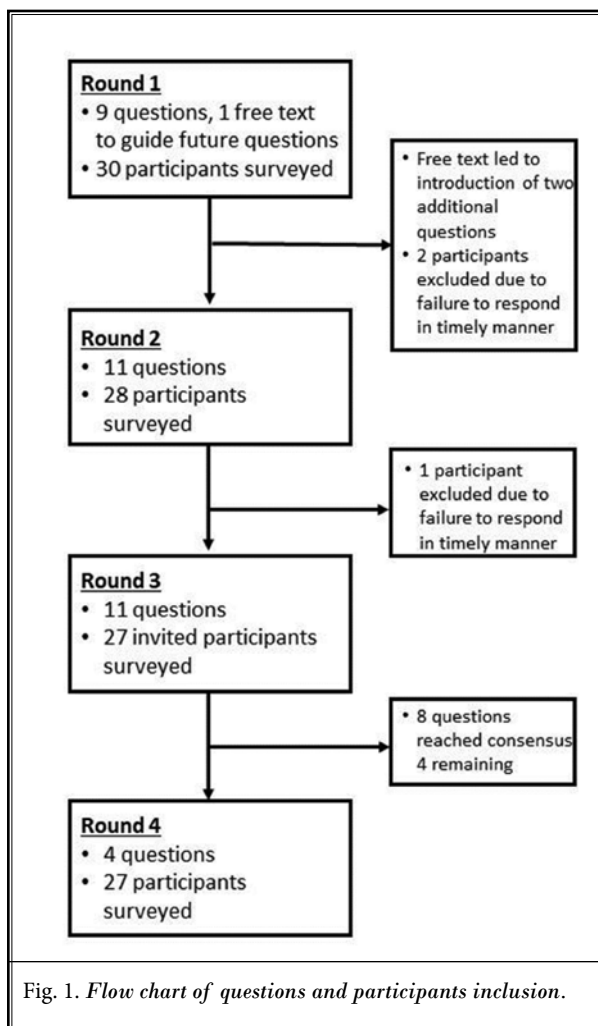 Round 1
• 9 questions, 1 free text
to guide future questions
• 30 participants surveyed
• Free text led to
introduction of two
additional
questions
• 2 participants
excluded due to
failure to respond
in timely manner
Round 2
• 11 questions
• 28 participants
surveyed
• 1 participant
excluded due to
failure to respond
in timely manner
Round 3
• 11 questions
• 27 invited participants
surveyed
• 8 questions
reached consensus
4 remaining
Round 4
• 4 questions
• 27 participants
surveyed
Fig. 1. Flow chart of questions and participants inclusion.